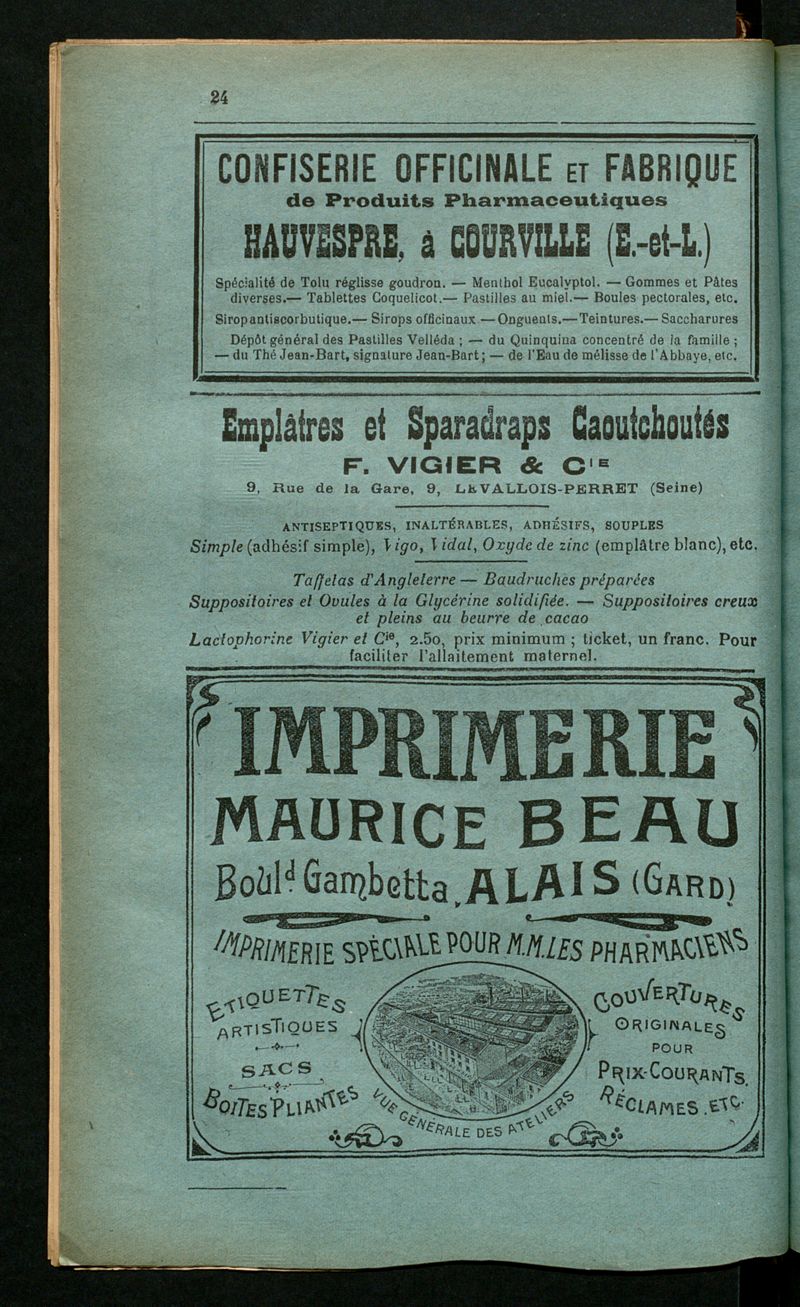 24
CONFISERIE OFFICINALE ET FABRIQUE
de Produits Pharmaceutiques
HAUVESPRE, à COURVILLE (E.-et-L.)
Spécialité de Tolu réglisse goudron. — Menthol Eucalyptol. — Gommes et Pâtes
diverses.— Tablettes Coquelicot.— Pastilles au miel.— Boules pectorales, etc.
Sirop antiscorbutique.— Sirops officinaux — Onguents.— Teintures.— Saccharures
Dépôt général des Pastilles Velléda ; — du Quinquina concentré de la famille ;
— du Thé Jean-Bart, signature Jean-Bart ; — de l'Eau de mélisse de l'Abbaye, etc.
Emplâtres et Sparadraps Caoutchoutés
F. VIGIER & Cie
9, Rue de la Gare, 9, LEVALLOIS-PERRET (Seine)
ANTISEPTIQUES, INALTÉRABLES, ADHÉSIFS, SOUPLES
Simple (adhésif simple), Vigo, Vidal, Oxyde de zinc (emplâtre blanc), etc.
Taffetas d'Angleterre — Baudruches préparées
Suppositoires et Ovules à la Glycérine solidifiée. — Suppositoires creux
et pleins au beurre de cacao
Lactophorine Vigier et Cie, 2.50, prix minimum ; ticket, un franc. Pour
faciliter l'allaitement maternel.
IMPRIMERIE
MAURICE BEAU
Boùld Gambetta, ALAIS (GARD)
IMPRIMERIE SPÉCIALE POUR M.M. LES PHARMACIENS
ETIQUETTES
ARTISTIQUES
SACS
BOITES PLIANTES
VUE GÉNÉRALE DES ATELIERS
COUVERTURES
ORIGINALES
POUR
PRIX-COURANTS,
RÉCLAMES. ETC.